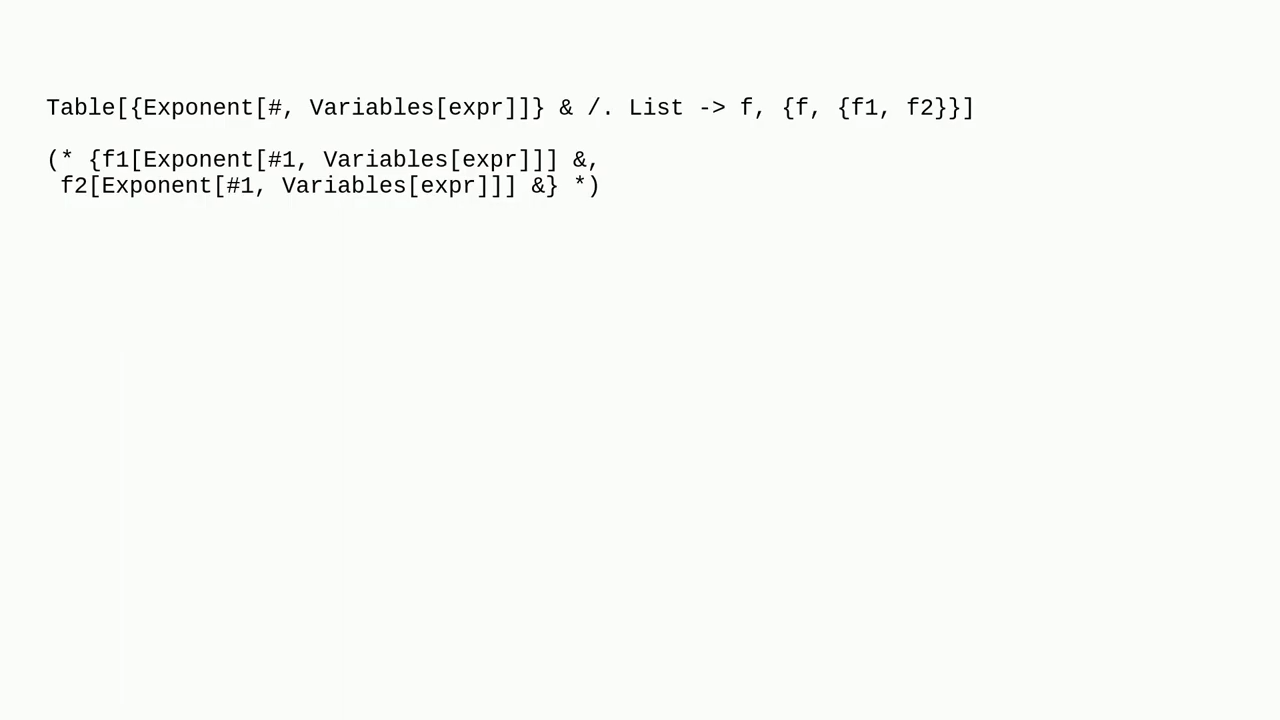 Table[{Exponent[#, Variables[expr]]} & /. List -> f, {f, {f1, f2}}]
(* {f1[Exponent[#1, Variables[expr]]] &,
f2[Exponent[#1, Variables[expr]]] &} *)